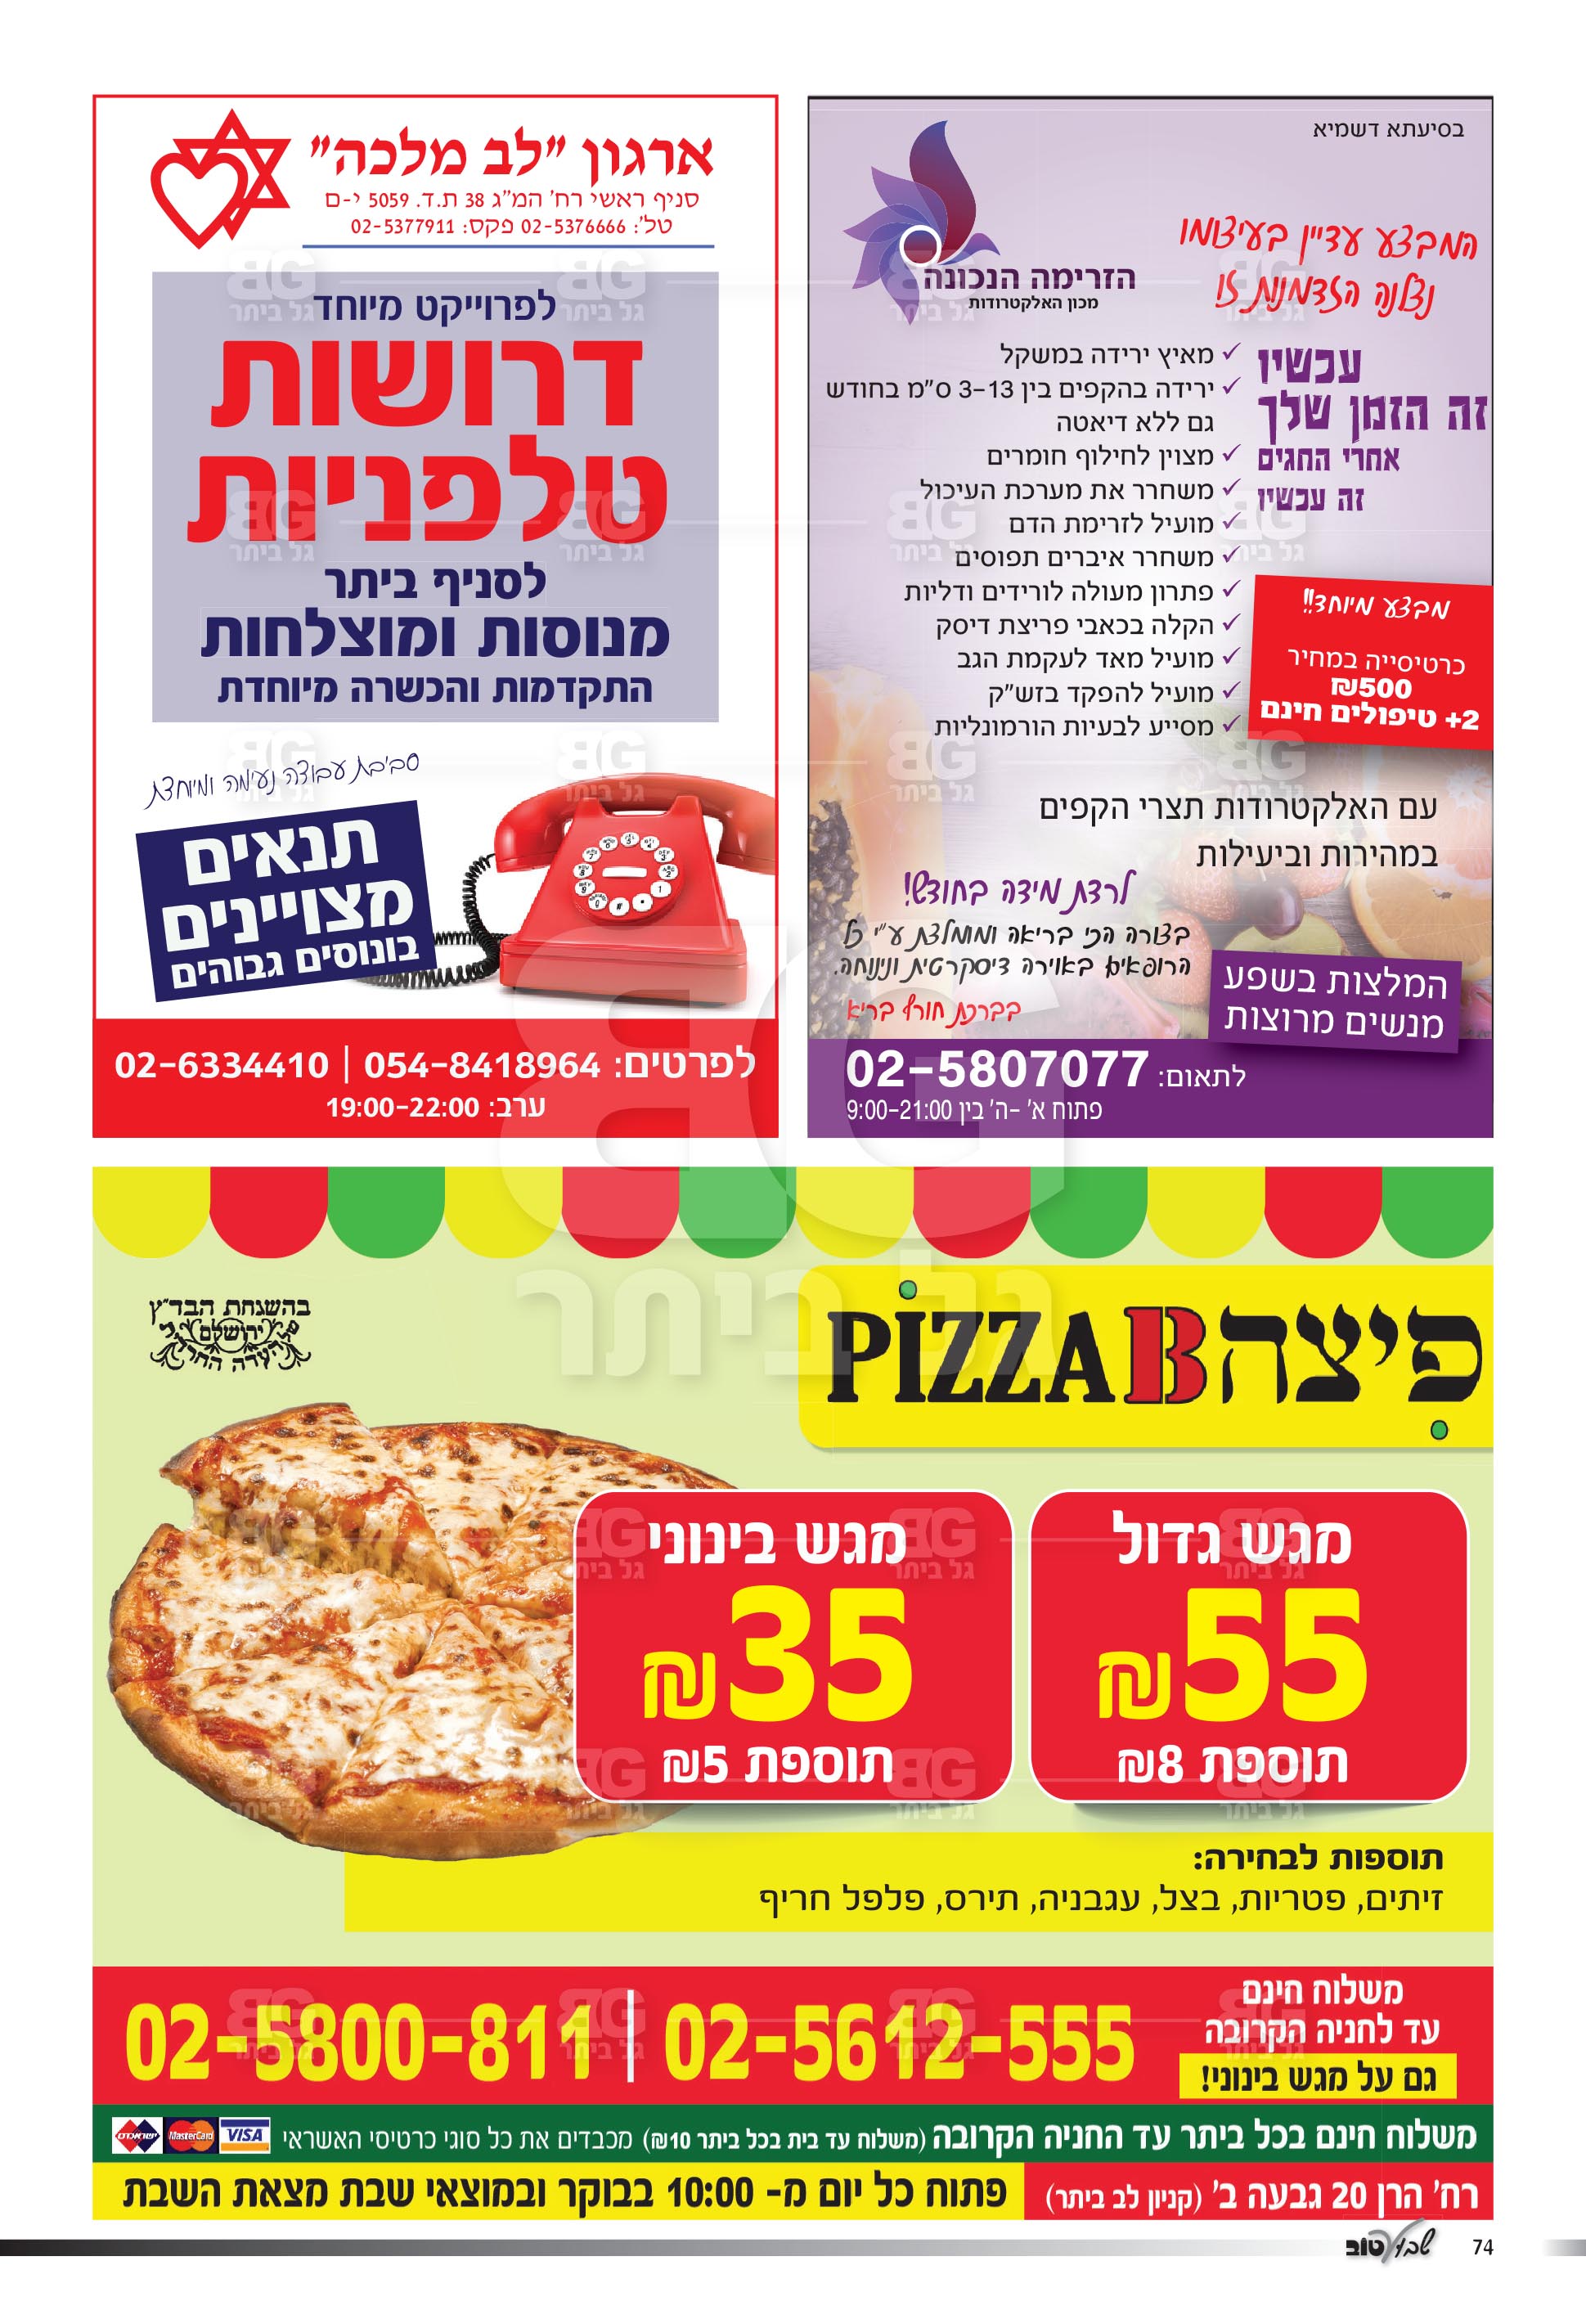 בסיעתא דשמיא
הזרימה הנכונה
מכון האלקטרודות
המבצע עדיין בעיצומו
נצלנה הזדמנות זו
עכשיו
זה הזמן שלך
אחרי החגים
זה עכשיו
✓ מאיץ ירידה במשקל
✓ ירידה בהקפים בין 3-13 ס"מ בחודש
גם ללא דיאטה
✓ מצוין לחילוף חומרים
✓ משחרר את מערכת העיכול
✓ מועיל לזרימת הדם
✓ משחרר איברים תפוסים
✓ פתרון מעולה לורידים ודליות
✓ הקלה בכאבי פריצת דיסק
✓ מועיל מאד לעקמת הגב
✓ מועיל להפקד בזש"ק
✓ מסייע לבעיות הורמונליות
מבצע מיוחד!!
כרטיסייה במחיר
500₪
+2 טיפולים חינם
עם האלקטרודות תצרי הקפים
במהירות וביעילות
לרדת מידה בחודש!
בצורה הכי בריאה ומומלצת ע"י כל
הרופאים באוירה דיסקרטית ונינוחה.
בברכת חורף בריא
המלצות בשפע
מנשים מרוצות
לתאום: 02-5807077
פתוח א' -ה' בין 9:00-21:00
ארגון "לב מלכה"
סניף ראשי רח' המ"ג 38 ת.ד. 5059 י-ם
טל': 02-5376666 פקס: 02-5377911
לפרוייקט מיוחד
דרושות
טלפניות
לסניף ביתר
מנוסות ומוצלחות
התקדמות והכשרה מיוחדת
סביבת עבודה נעימה ומיוחדת
תנאים
מצויינים
בונוסים גבוהים
לפרטים: 054-8418964 | 02-6334410
ערב: 19:00-22:00
בהשגחת הבד"ץ
ירושלם
העדה החרדית
פיצה B PIZZA
מגש גדול
55₪
תוספת 8₪
מגש בינוני
35₪
תוספת 5₪
תוספות לבחירה:
זיתים, פטריות, בצל, עגבניה, תירס, פלפל חריף
משלוח חינם
עד לחניה הקרובה
גם על מגש בינוני!
02-5800-811 | 02-5612-555
משלוח חינם בכל ביתר עד החניה הקרובה (משלוח עד בית בכל ביתר 10₪) מכבדים את כל סוגי כרטיסי האשראי
VISA MasterCard ישראכרט
רח' הרן 20 גבעה ב' (קניון לב ביתר)
פתוח כל יום מ- 10:00 בבוקר ובמוצאי שבת מצאת השבת
74 שבוע טוב
BG
גל ביתר